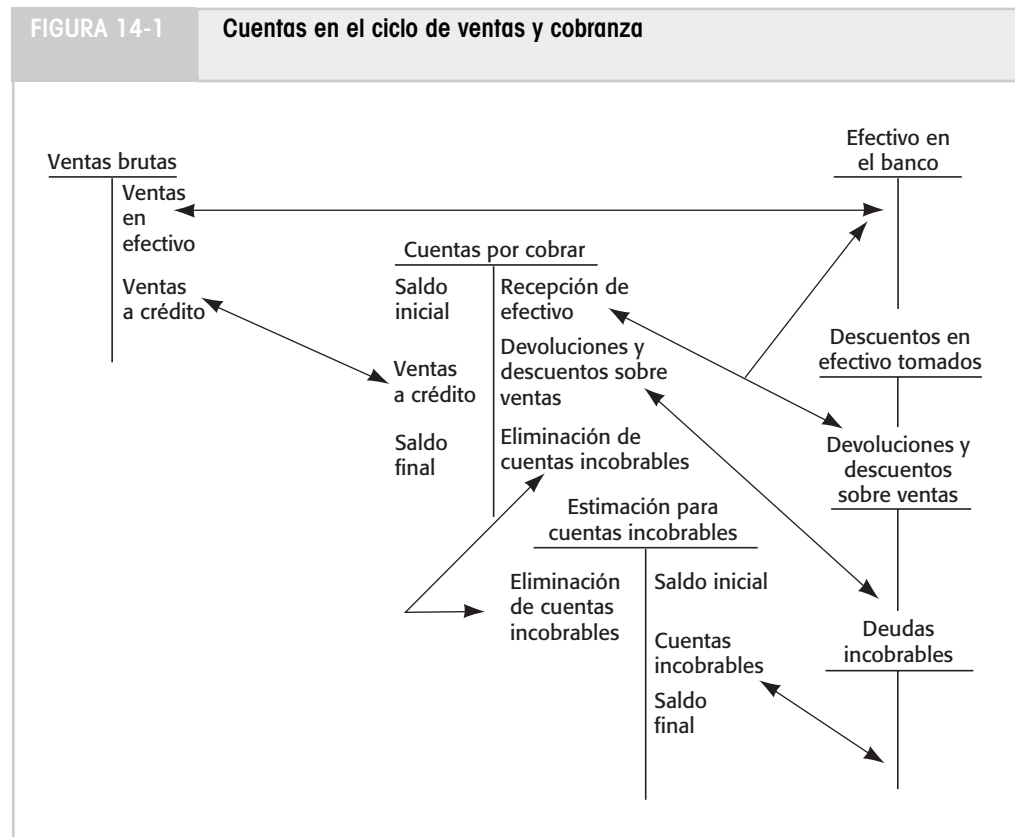 FIGURA 14-1
Cuentas en el ciclo de ventas y cobranza
Ventas brutas
Ventas
en
efectivo
Ventas
a crédito
Cuentas por cobrar
Saldo
inicial
Ventas
a crédito
Saldo
final
Recepción de
efectivo
Devoluciones y
descuentos sobre
ventas
Eliminación de
cuentas incobrables
Estimación para
cuentas incobrables
Eliminación
de cuentas
incobrables
Saldo inicial
Cuentas
incobrables
Saldo
final
Efectivo en
el banco
Descuentos en
efectivo tomados
Devoluciones y
descuentos
sobre ventas
Deudas
incobrables